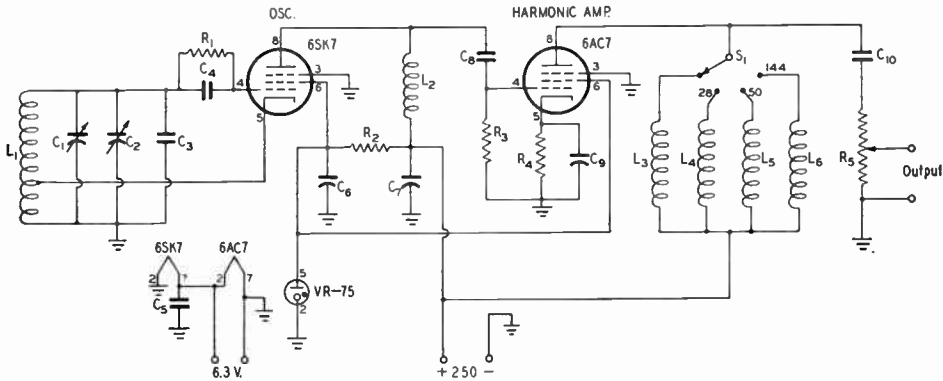 OSC.
HARMONIC AMP.
6SK7
6AC7
R1
C4
8
3
6
4
5
L2
C8
8
3
6
4
5
S1
144
28
50
C10
L1
C1
C2
C3
R2
R3
R4
C9
L3
L4
L5
L6
R5
Output
C6
C7
6SK7
6AC7
2
7
2
7
C5
5
VR-75
2
6.3 V.
+ 250 -